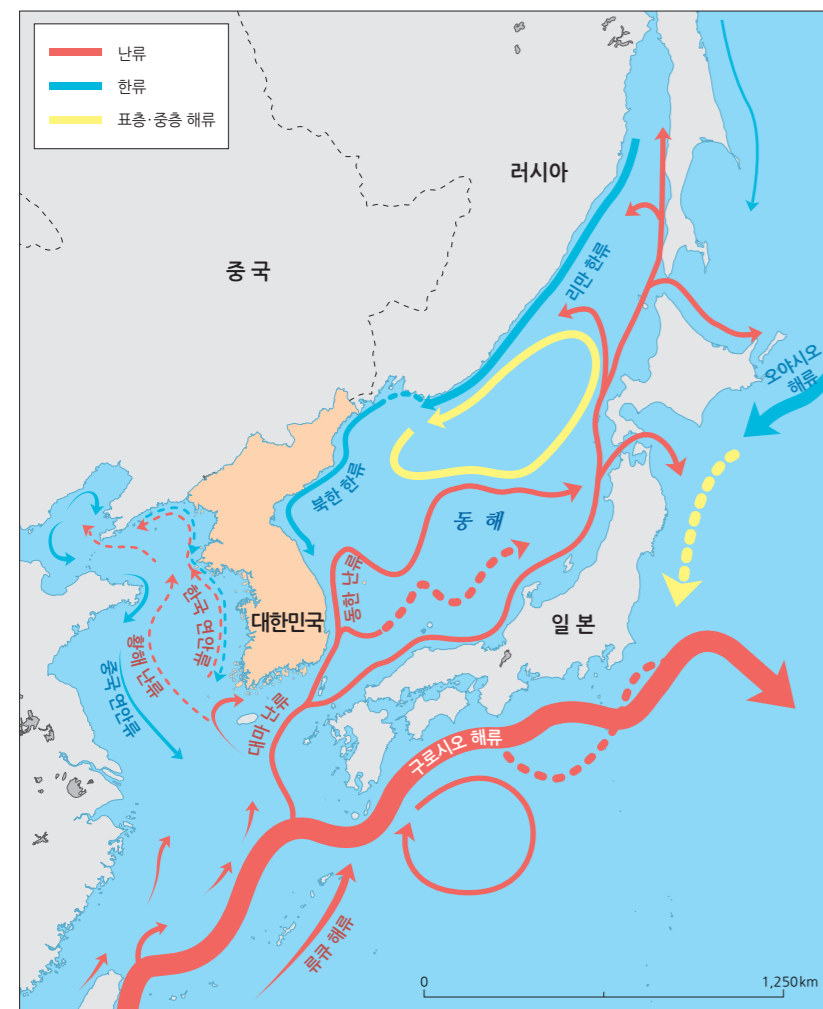 난류
한류
표층·중층 해류
러시아
중국
리만 한류
오야시오
해류
북한 한류
동해
동한 난류
대한민국
한국 연안류
황해 난류
중국 연안류
일본
대마 난류
구로시오 해류
류큐 해류
0
1,250km